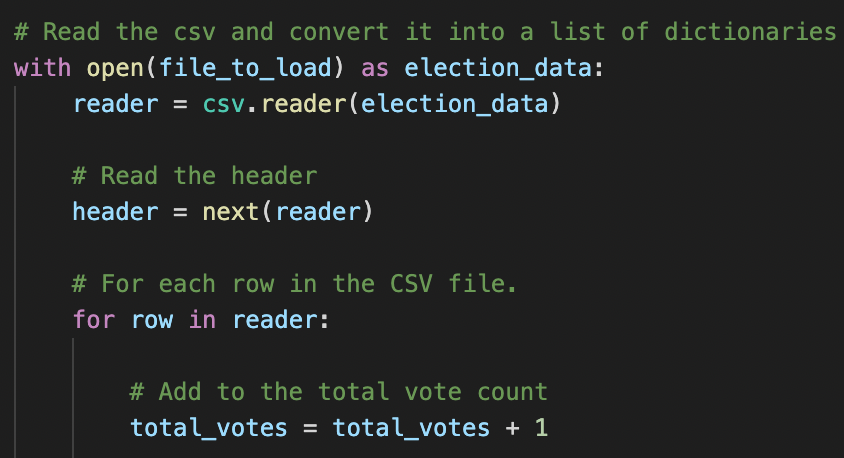 # Read the csv and convert it into a list of dictionaries
with open(file_to_load) as election_data:
    reader = csv.reader(election_data)

    # Read the header
    header = next(reader)

    # For each row in the CSV file.
    for row in reader:

        # Add to the total vote count
        total_votes = total_votes + 1